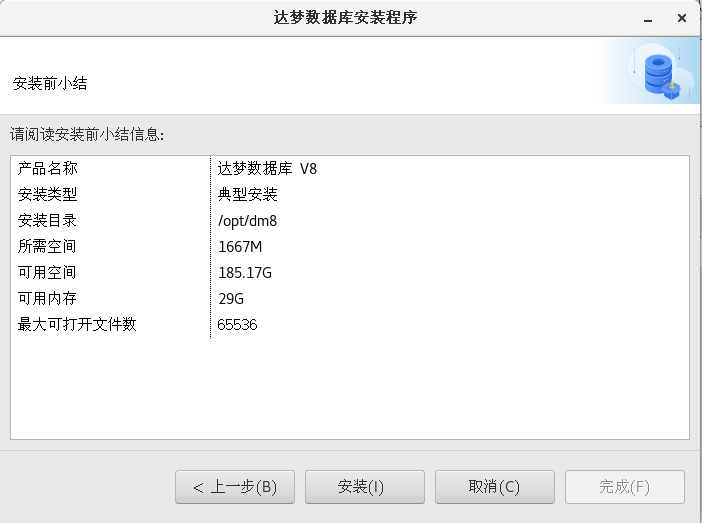 达梦数据库安装程序
安装前小结
请阅读安装前小结信息:
产品名称 达梦数据库 V8
安装类型 典型安装
安装目录 /opt/dm8
所需空间 1667M
可用空间 185.17G
可用内存 29G
最大可打开文件数 65536
< 上一步(B) 安装(I) 取消(C) 完成(F)